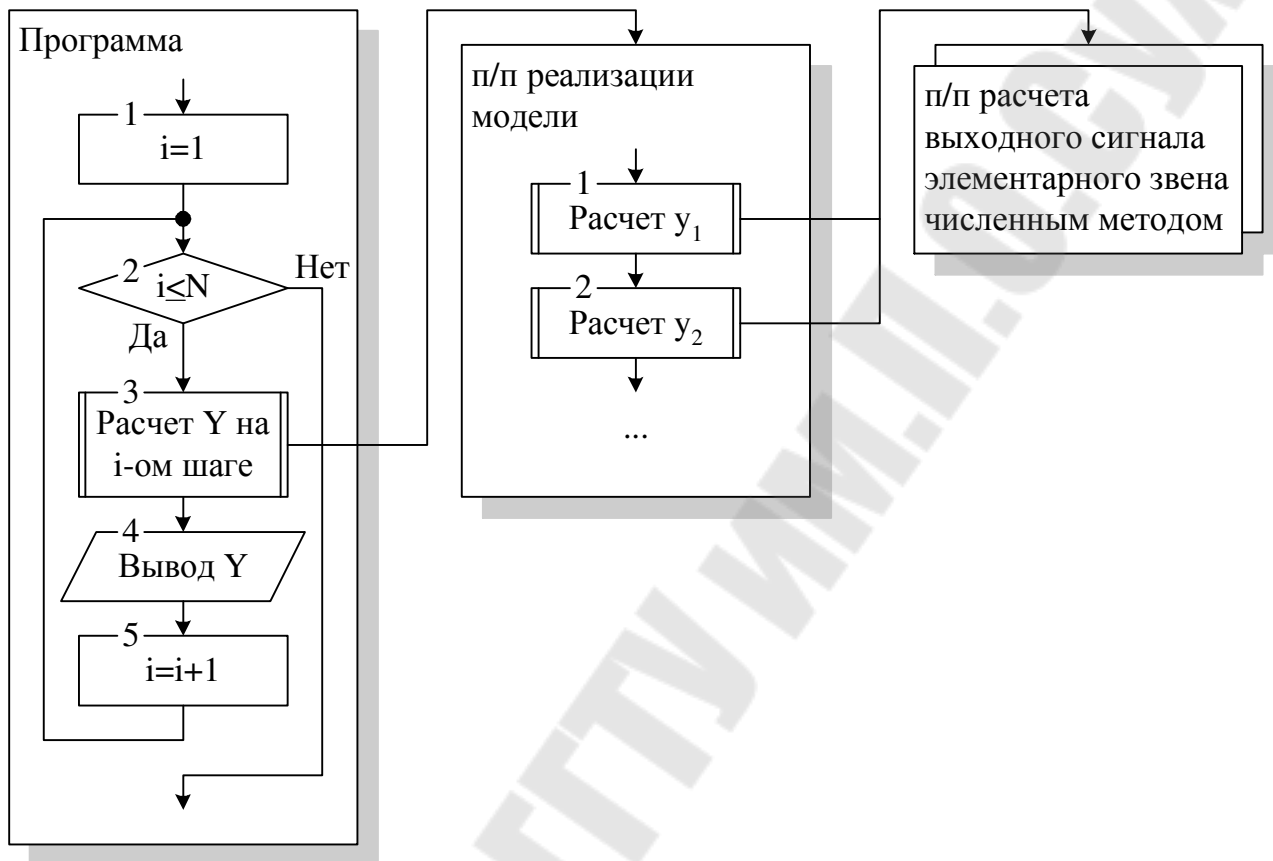 Программа
1
i=1
2
i≤N
Нет
Да
3
Расчет Y на
i-ом шаге
4
Вывод Y
5
i=i+1
п/п реализации
модели
1
Расчет y₁
2
Расчет y₂
...
п/п расчета
выходного сигнала
элементарного звена
численным методом